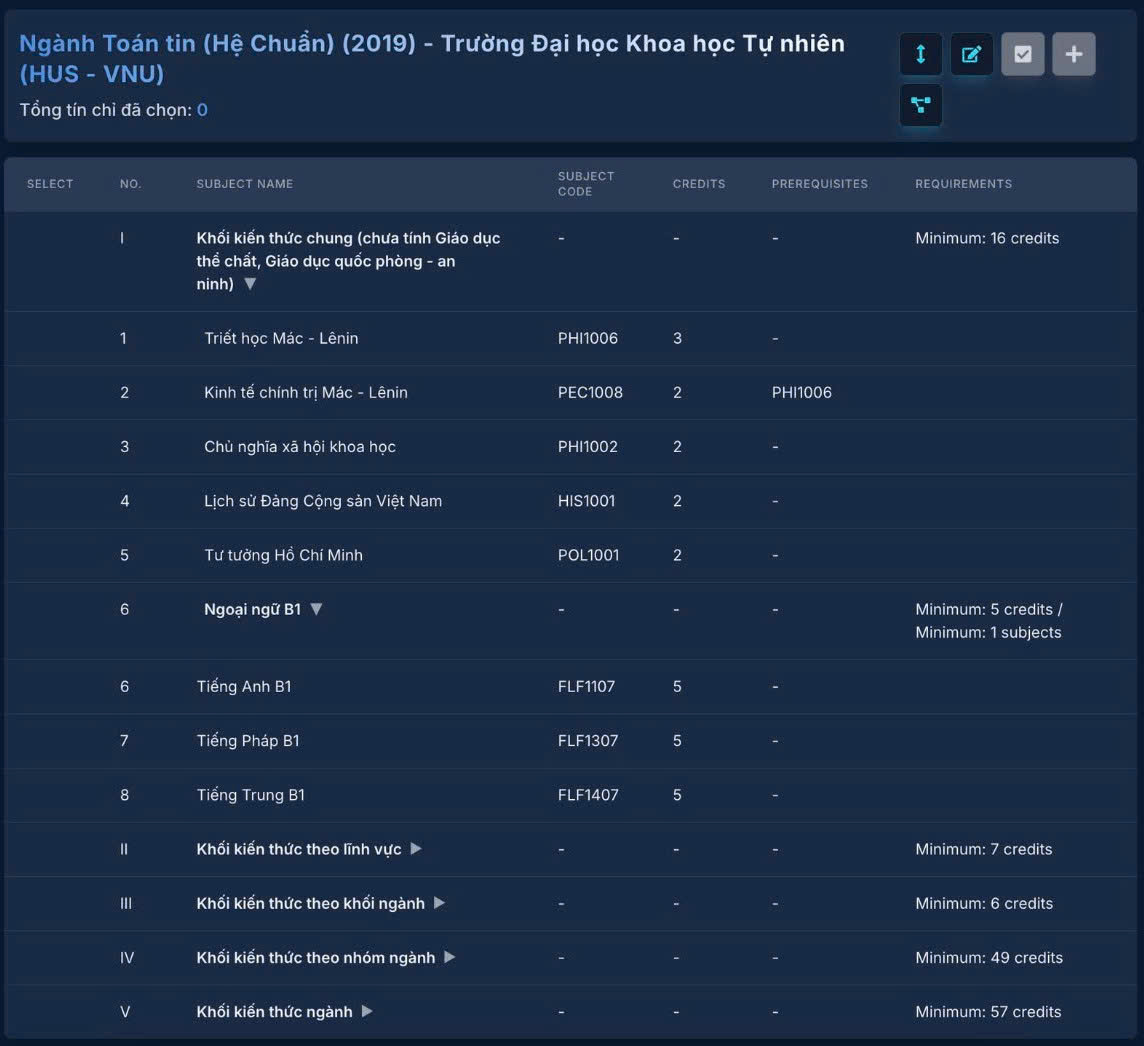 Ngành Toán tin (Hệ Chuẩn) (2019) - Trường Đại học Khoa học Tự nhiên
(HUS - VNU)
Tổng tín chỉ đã chọn: 0
SELECT NO. SUBJECT NAME SUBJECT CODE CREDITS PREREQUISITES REQUIREMENTS
I Khối kiến thức chung (chưa tính Giáo dục thể chất, Giáo dục quốc phòng - an ninh) ▼ - - - Minimum: 16 credits
1 Triết học Mác - Lênin PHI1006 3 -
2 Kinh tế chính trị Mác - Lênin PEC1008 2 PHI1006
3 Chủ nghĩa xã hội khoa học PHI1002 2 -
4 Lịch sử Đảng Cộng sản Việt Nam HIS1001 2 -
5 Tư tưởng Hồ Chí Minh POL1001 2 -
6 Ngoại ngữ B1 ▼ - - - Minimum: 5 credits / Minimum: 1 subjects
6 Tiếng Anh B1 FLF1107 5 -
7 Tiếng Pháp B1 FLF1307 5 -
8 Tiếng Trung B1 FLF1407 5 -
II Khối kiến thức theo lĩnh vực ▶ - - - Minimum: 7 credits
III Khối kiến thức theo khối ngành ▶ - - - Minimum: 6 credits
IV Khối kiến thức theo nhóm ngành ▶ - - - Minimum: 49 credits
V Khối kiến thức ngành ▶ - - - Minimum: 57 credits